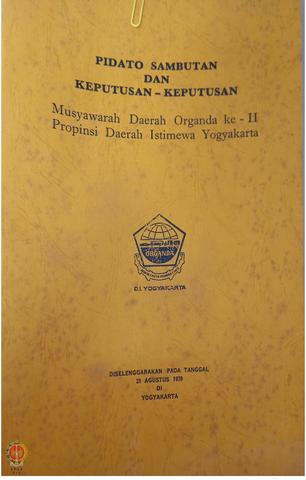 PIDATO SAMBUTAN
DAN
KEPUTUSAN - KEPUTUSAN
Musyawarah Daerah Organda ke - II
Propinsi Daerah Istimewa Yogyakarta
ORGANDA
D.I. YOGYAKARTA
DISELENGGARAKAN PADA TANGGAL
21 AGUSTUS 1978
DI
YOGYAKARTA